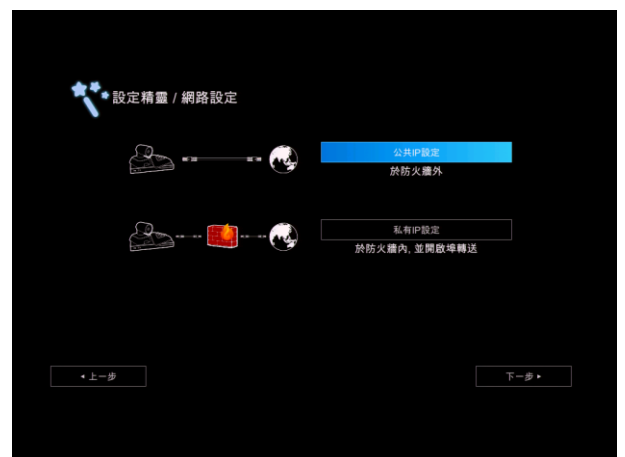 設定精靈 / 網路設定
公共IP設定
於防火牆外
私有IP設定
於防火牆內, 並開啟埠轉送
◂ 上一步
下一步 ▸